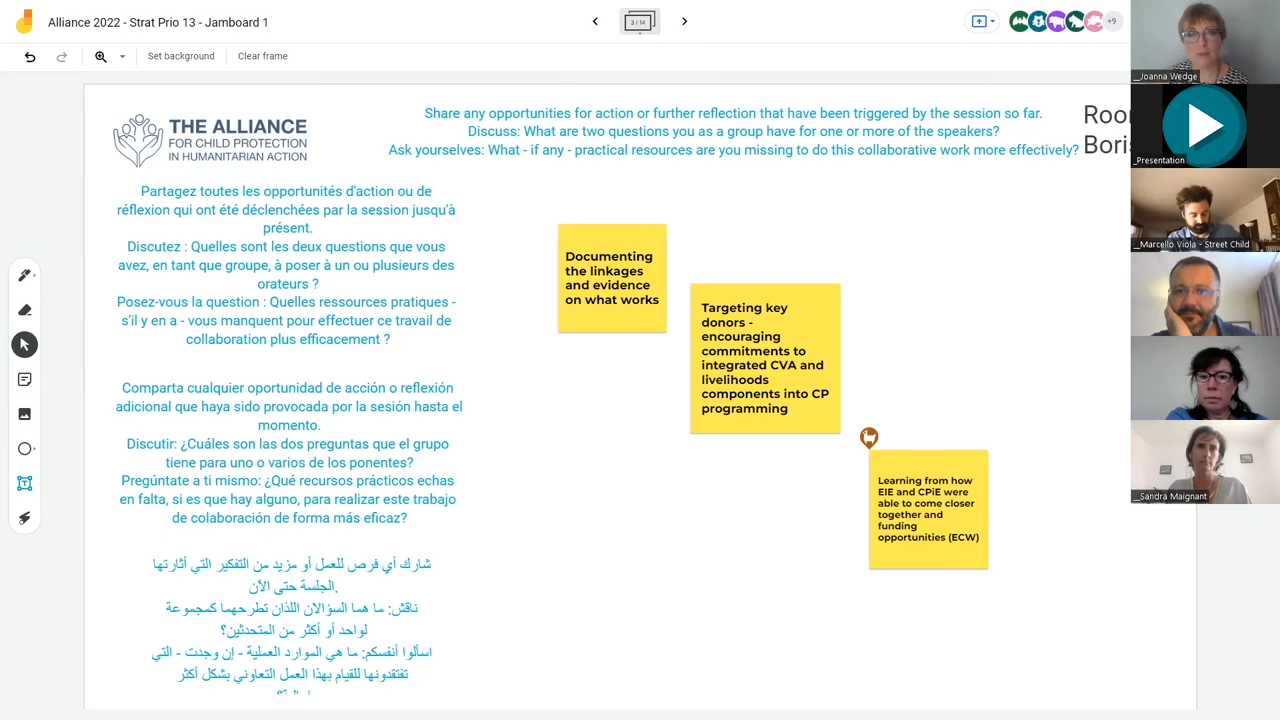 Alliance 2022 - Strat Prio 13 - Jamboard 1
3 / 14
+9
Set background
Clear frame
THE ALLIANCE
FOR CHILD PROTECTION
IN HUMANITARIAN ACTION
Share any opportunities for action or further reflection that have been triggered by the session so far.
Discuss: What are two questions you as a group have for one or more of the speakers?
Ask yourselves: What - if any - practical resources are you missing to do this collaborative work more effectively?
Partagez toutes les opportunités d'action ou de
réflexion qui ont été déclenchées par la session jusqu'à
présent.
Discutez : Quelles sont les deux questions que vous
avez, en tant que groupe, à poser à un ou plusieurs des
orateurs ?
Posez-vous la question : Quelles ressources pratiques -
s'il y en a - vous manquent pour effectuer ce travail de
collaboration plus efficacement ?
Comparta cualquier oportunidad de acción o reflexión
adicional que haya sido provocada por la sesión hasta el
momento.
Discutir: ¿Cuáles son las dos preguntas que el grupo
tiene para uno o varios de los ponentes?
Pregúntate a ti mismo: ¿Qué recursos prácticos echas
en falta, si es que hay alguno, para realizar este trabajo
de colaboración de forma más eficaz?
شارك أي فرص للعمل أو مزيد من التفكير التي أثارتها
الجلسة حتى الآن.
ناقش: ما هما السؤالان اللذان تطرحهما كمجموعة
لواحد أو أكثر من المتحدثين؟
اسألوا أنفسكم: ما هي الموارد العملية - إن وجدت - التي
تفتقدونها للقيام بهذا العمل التعاوني بشكل أكثر
Documenting
the linkages
and evidence
on what works
Targeting key
donors -
encouraging
commitments to
integrated CVA and
livelihoods
components into CP
programming
Learning from how
EIE and CPiE were
able to come closer
together and
funding
opportunities (ECW)
_Joanna Wedge
_Presentation
_Marcello Viola - Street Child
_Sandra Maignant